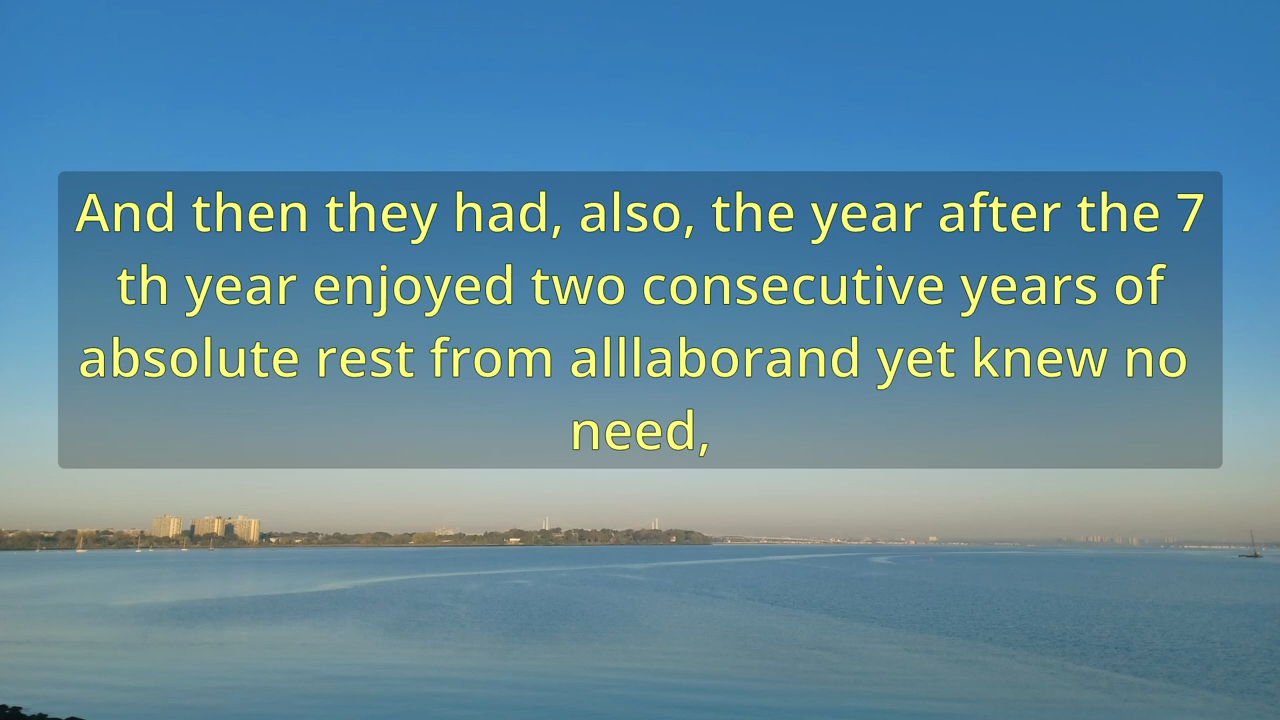 And then they had, also, the year after the 7
th year enjoyed two consecutive years of
absolute rest from alllaborand yet knew no
need,